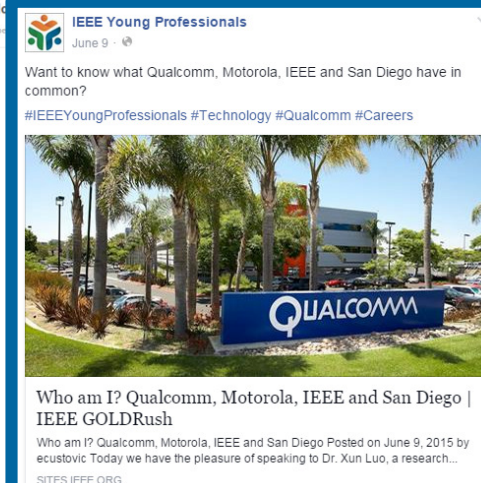 IEEE Young Professionals
June 9
Want to know what Qualcomm, Motorola, IEEE and San Diego have in
common?
#IEEEYoungProfessionals #Technology #Qualcomm #Careers
QUALCOMM
Who am I? Qualcomm, Motorola, IEEE and San Diego |
IEEE GOLDRush
Who am I? Qualcomm, Motorola, IEEE and San Diego Posted on June 9, 2015 by
ecustovic Today we have the pleasure of speaking to Dr. Xun Luo, a research...
SITES.IEEE.ORG